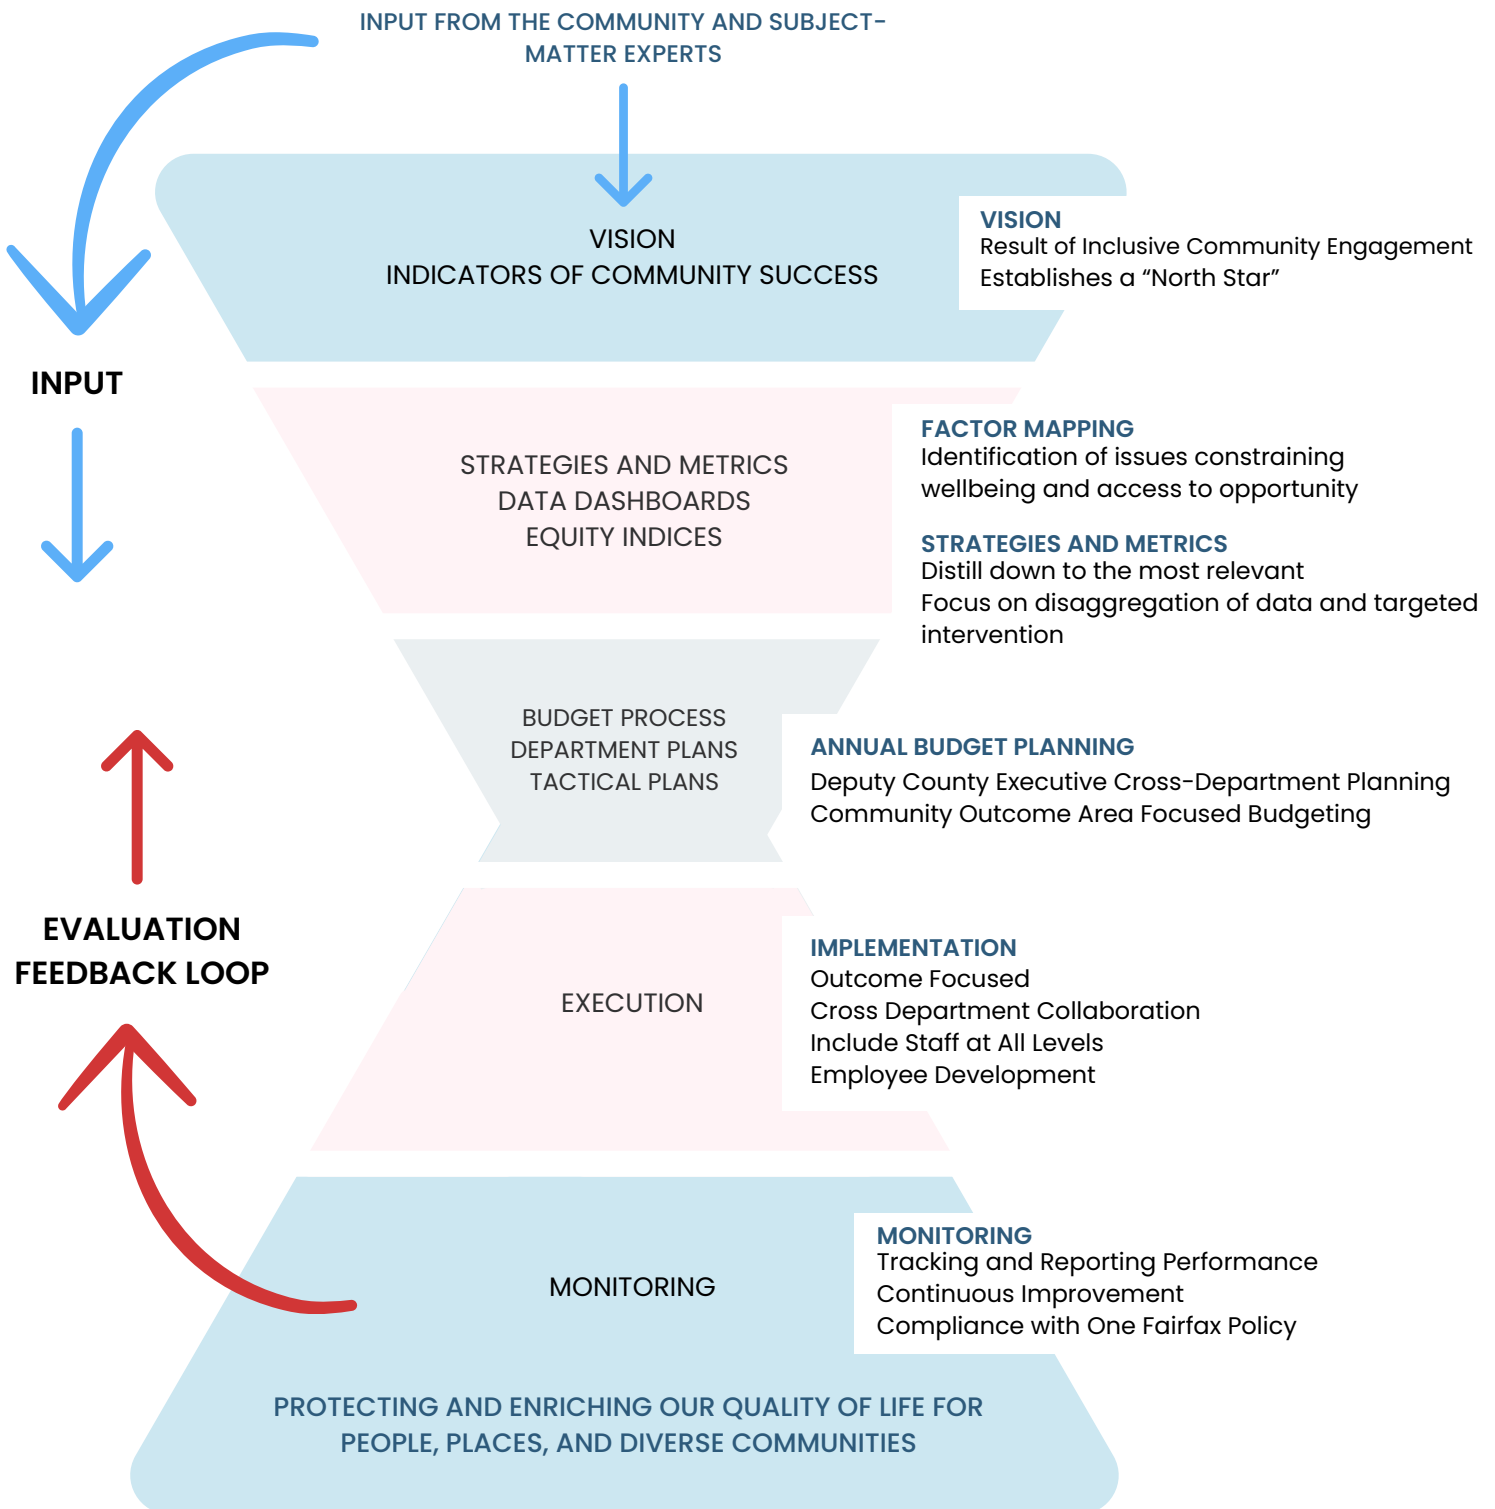 INPUT FROM THE COMMUNITY AND SUBJECT-
MATTER EXPERTS
VISION
INDICATORS OF COMMUNITY SUCCESS
VISION
Result of Inclusive Community Engagement
Establishes a “North Star”
INPUT
STRATEGIES AND METRICS
DATA DASHBOARDS
EQUITY INDICES
FACTOR MAPPING
Identification of issues constraining
wellbeing and access to opportunity
STRATEGIES AND METRICS
Distill down to the most relevant
Focus on disaggregation of data and targeted
intervention
BUDGET PROCESS
DEPARTMENT PLANS
TACTICAL PLANS
ANNUAL BUDGET PLANNING
Deputy County Executive Cross-Department Planning
Community Outcome Area Focused Budgeting
EVALUATION
FEEDBACK LOOP
EXECUTION
IMPLEMENTATION
Outcome Focused
Cross Department Collaboration
Include Staff at All Levels
Employee Development
MONITORING
MONITORING
Tracking and Reporting Performance
Continuous Improvement
Compliance with One Fairfax Policy
PROTECTING AND ENRICHING OUR QUALITY OF LIFE FOR
PEOPLE, PLACES, AND DIVERSE COMMUNITIES